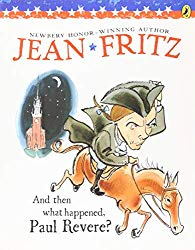 NEWBERY HONOR-WINNING AUTHOR
JEAN FRITZ
And then
what happened,
Paul Revere?